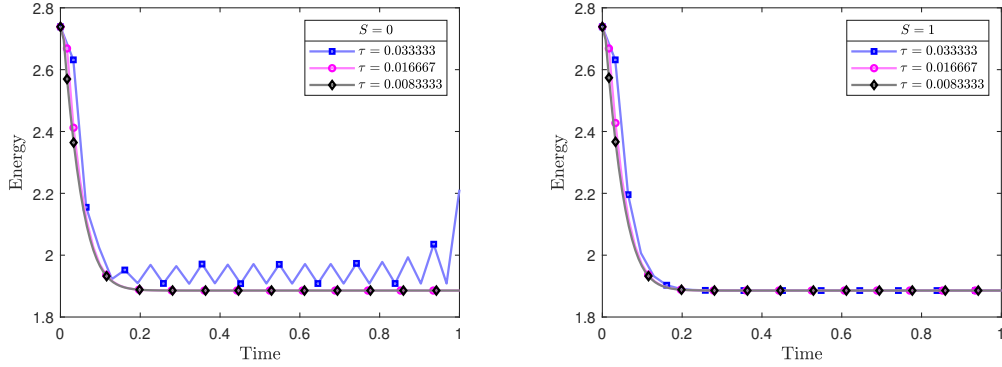 2.8
2.6
2.4
2.2
2
1.8
Energy
0 0.2 0.4 0.6 0.8 1
Time
S = 0
τ = 0.033333
τ = 0.016667
τ = 0.0083333
2.8
2.6
2.4
2.2
2
1.8
Energy
0 0.2 0.4 0.6 0.8 1
Time
S = 1
τ = 0.033333
τ = 0.016667
τ = 0.0083333